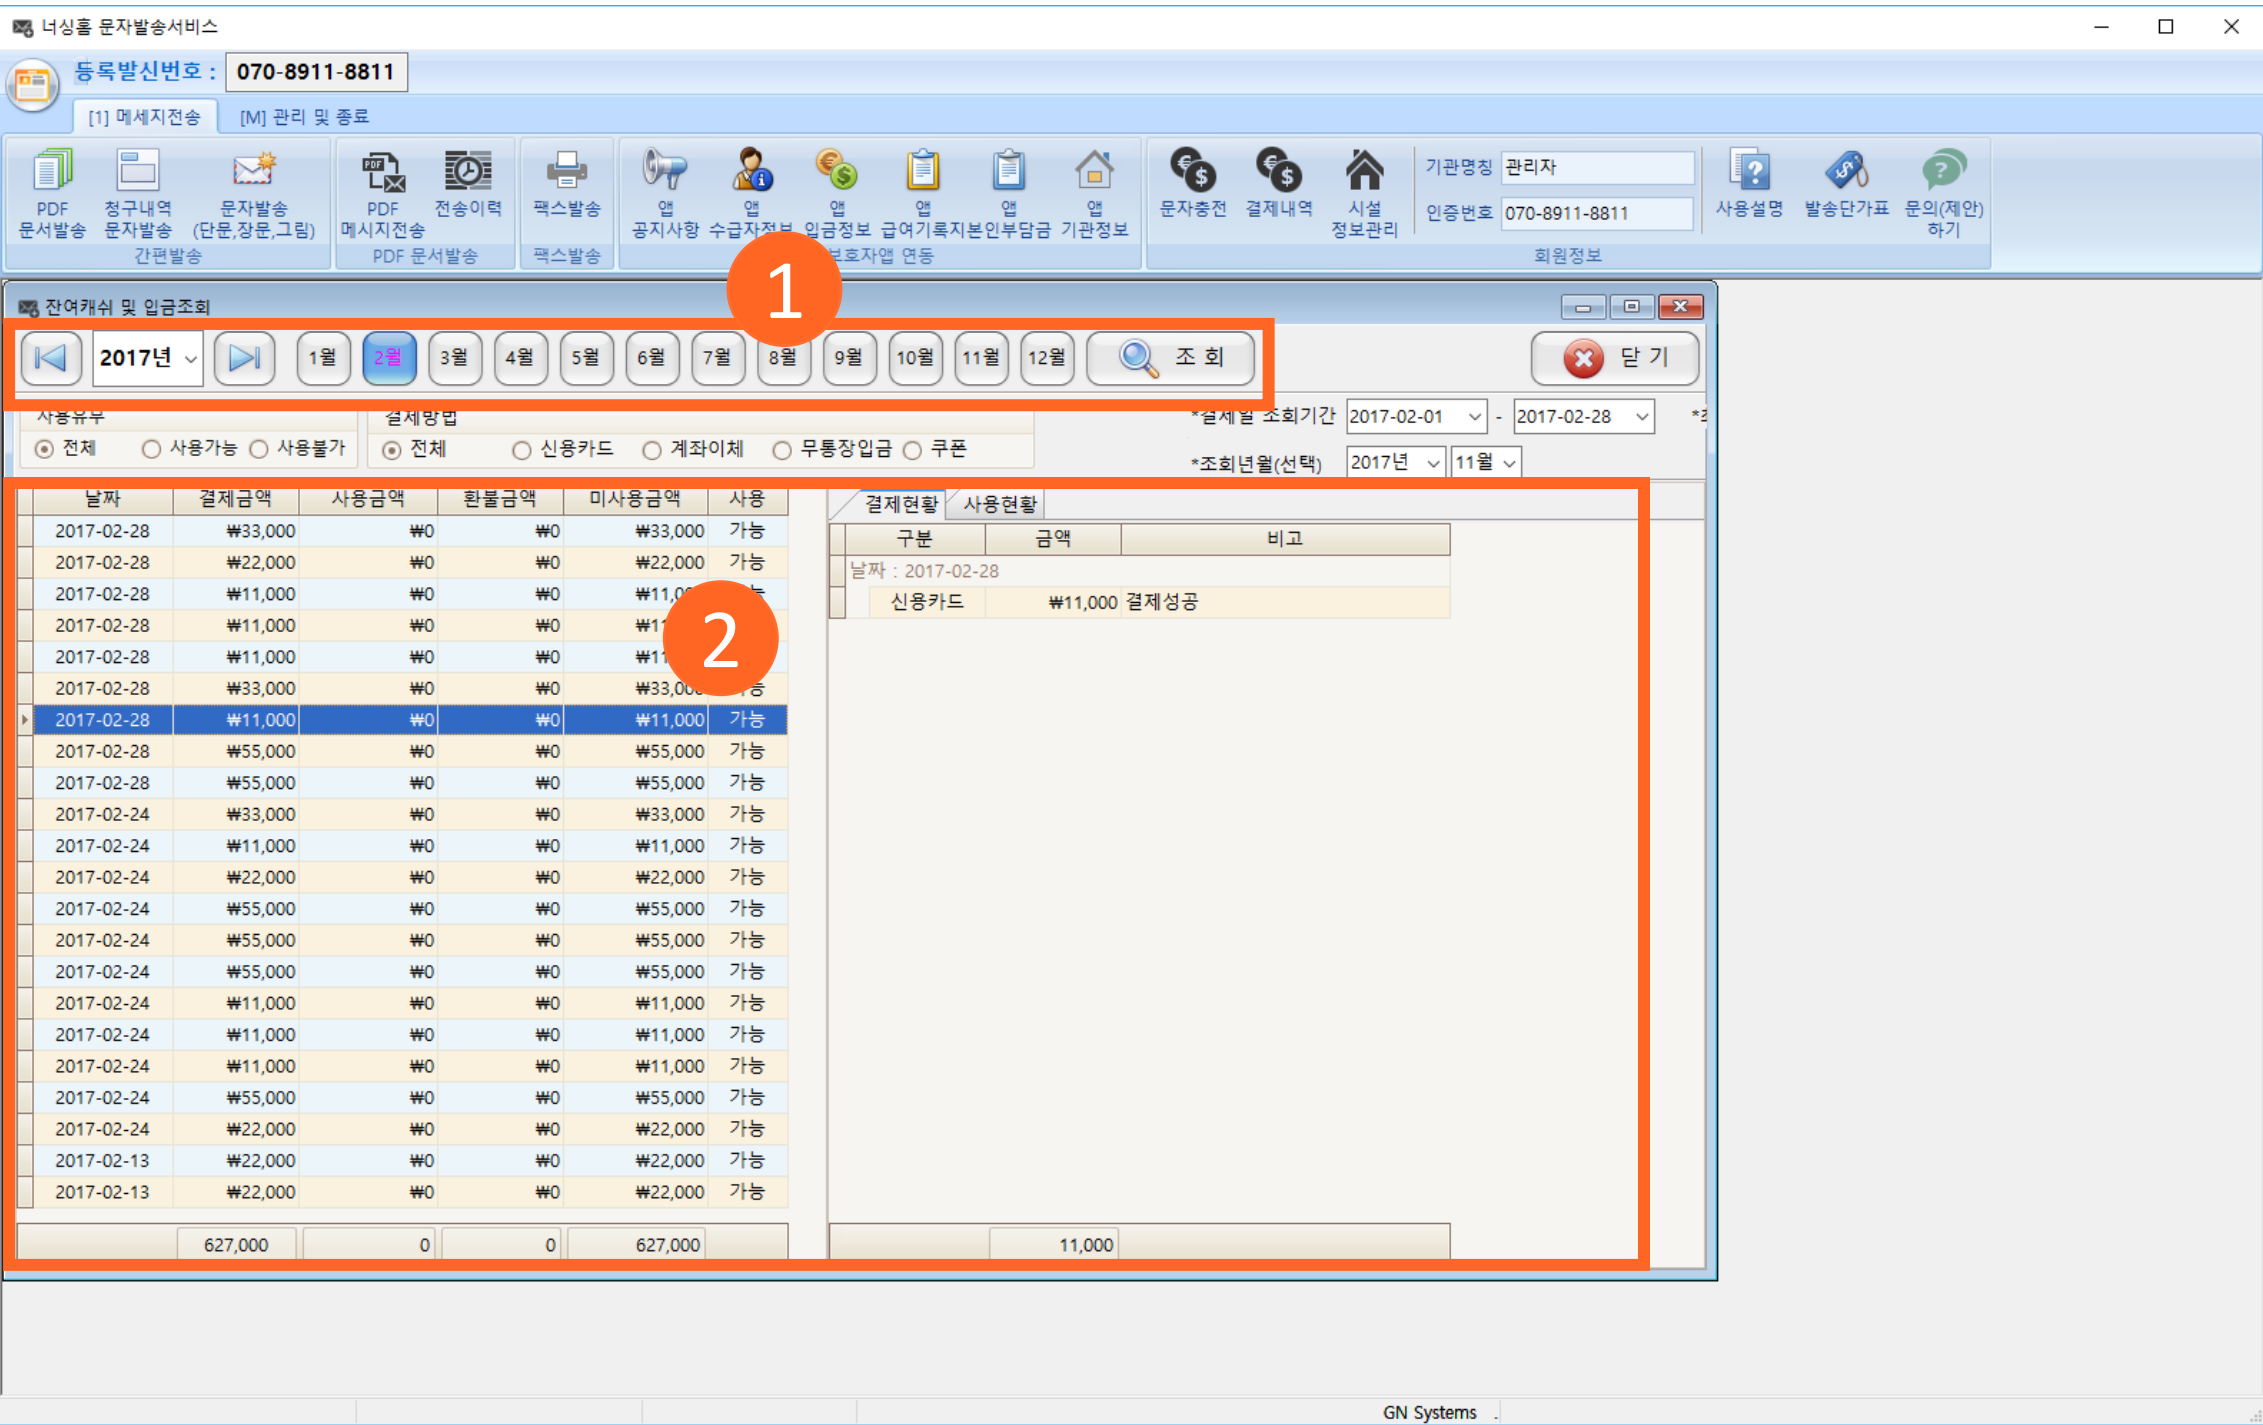 너싱홈 문자발송서비스
등록발신번호 : 070-8911-8811
[1] 메세지전송 [M] 관리 및 종료
PDF 문서발송
청구내역 문자발송
문자발송 (단문,장문,그림)
간편발송
PDF 메시지전송
전송이력
PDF 문서발송
팩스발송
팩스발송
앱 공지사항
앱 수급자정보
앱 입금정보
앱 급여기록지
앱 본인부담금
앱 기관정보
보호자앱 연동
문자충전
결제내역
시설 정보관리
기관명칭 관리자
인증번호 070-8911-8811
사용설명
발송단가표
문의(제안)하기
회원정보
1
잔여캐쉬 및 입금조회
2017년 1월 2월 3월 4월 5월 6월 7월 8월 9월 10월 11월 12월 조 회 닫 기
사용유무 결제방법
전체 사용가능 사용불가 전체 신용카드 계좌이체 무통장입금 쿠폰
*결제일 조회기간 2017-02-01 - 2017-02-28
*조회년월(선택) 2017년 11월
날짜 결제금액 사용금액 환불금액 미사용금액 사용
2017-02-28 ₩33,000 ₩0 ₩0 ₩33,000 가능
2017-02-28 ₩22,000 ₩0 ₩0 ₩22,000 가능
2017-02-28 ₩11,000 ₩0 ₩0
2017-02-28 ₩11,000 ₩0 ₩0
2017-02-28 ₩11,000 ₩0 ₩0
2017-02-28 ₩33,000 ₩0 ₩0 ₩33,000
2017-02-28 ₩11,000 ₩0 ₩0 ₩11,000 가능
2017-02-28 ₩55,000 ₩0 ₩0 ₩55,000 가능
2017-02-28 ₩55,000 ₩0 ₩0 ₩55,000 가능
2017-02-24 ₩33,000 ₩0 ₩0 ₩33,000 가능
2017-02-24 ₩11,000 ₩0 ₩0 ₩11,000 가능
2017-02-24 ₩22,000 ₩0 ₩0 ₩22,000 가능
2017-02-24 ₩55,000 ₩0 ₩0 ₩55,000 가능
2017-02-24 ₩55,000 ₩0 ₩0 ₩55,000 가능
2017-02-24 ₩55,000 ₩0 ₩0 ₩55,000 가능
2017-02-24 ₩11,000 ₩0 ₩0 ₩11,000 가능
2017-02-24 ₩11,000 ₩0 ₩0 ₩11,000 가능
2017-02-24 ₩11,000 ₩0 ₩0 ₩11,000 가능
2017-02-24 ₩55,000 ₩0 ₩0 ₩55,000 가능
2017-02-24 ₩22,000 ₩0 ₩0 ₩22,000 가능
2017-02-13 ₩22,000 ₩0 ₩0 ₩22,000 가능
2017-02-13 ₩22,000 ₩0 ₩0 ₩22,000 가능
627,000 0 0 627,000
2
결제현황 사용현황
구분 금액 비고
날짜 : 2017-02-28
신용카드 ₩11,000 결제성공
11,000
GN Systems .